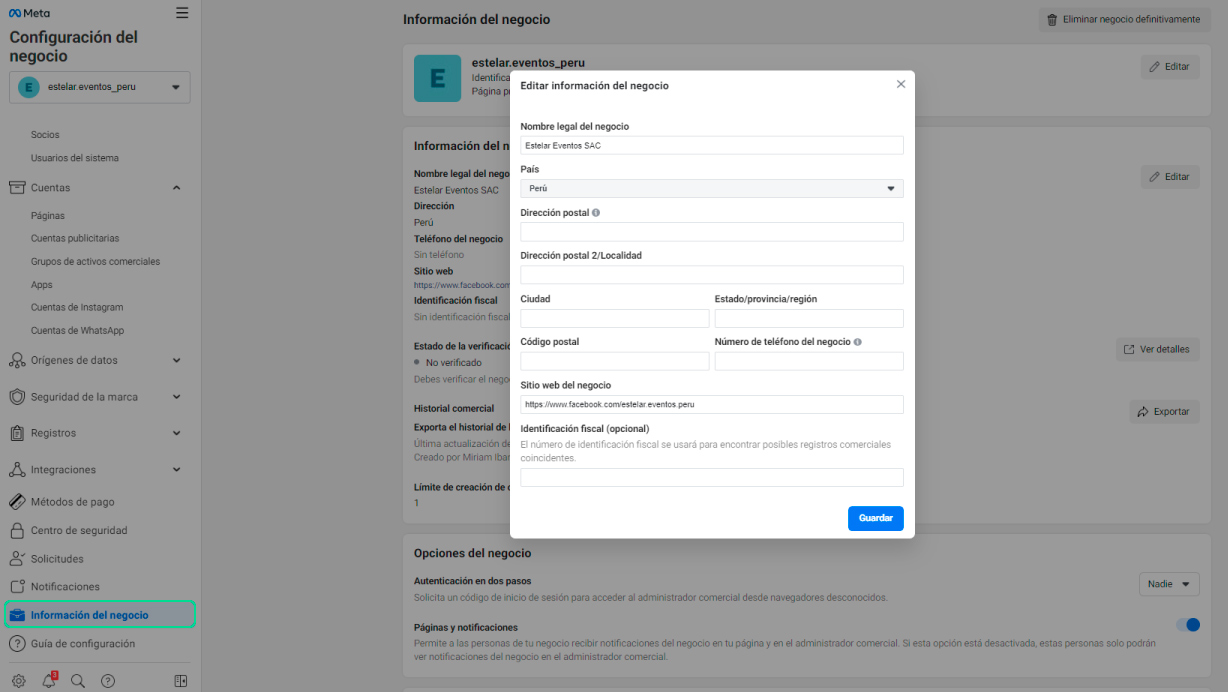 Meta
Configuración del
negocio
E
estelar.eventos_peru
Socios
Usuarios del sistema
Cuentas
Páginas
Cuentas publicitarias
Grupos de activos comerciales
Apps
Cuentas de Instagram
Cuentas de WhatsApp
Orígenes de datos
Seguridad de la marca
Registros
Integraciones
Métodos de pago
Centro de seguridad
Solicitudes
Notificaciones
Información del negocio
Guía de configuración
3
Información del negocio
Eliminar negocio definitivamente
E
estelar.eventos_peru
Identifica
Página pr
Editar
Información del n
Nombre legal del nego
Estelar Eventos SAC
Editar
Dirección
Perú
Teléfono del negocio
Sin teléfono
Sitio web
https://www.facebook.com
Identificación fiscal
Sin identificación fiscal
Estado de la verificació
No verificado
Debes verificar el nego
Ver detalles
Historial comercial
Exporta el historial de l
Última actualización de
Creado por Miriam Ibar
Exportar
Límite de creación de c
1
Editar información del negocio
Nombre legal del negocio
Estelar Eventos SAC
País
Perú
Dirección postal
Dirección postal 2/Localidad
Ciudad
Estado/provincia/región
Código postal
Número de teléfono del negocio
Sitio web del negocio
https://www.facebook.com/estelar.eventos.peru
Identificación fiscal (opcional)
El número de identificación fiscal se usará para encontrar posibles registros comerciales
coincidentes.
Guardar
Opciones del negocio
Autenticación en dos pasos
Solicita un código de inicio de sesión para acceder al administrador comercial desde navegadores desconocidos.
Nadie
Páginas y notificaciones
Permite a las personas de tu negocio recibir notificaciones del negocio en tu página y en el administrador comercial. Si esta opción está desactivada, estas personas solo podrán
ver notificaciones del negocio en el administrador comercial.